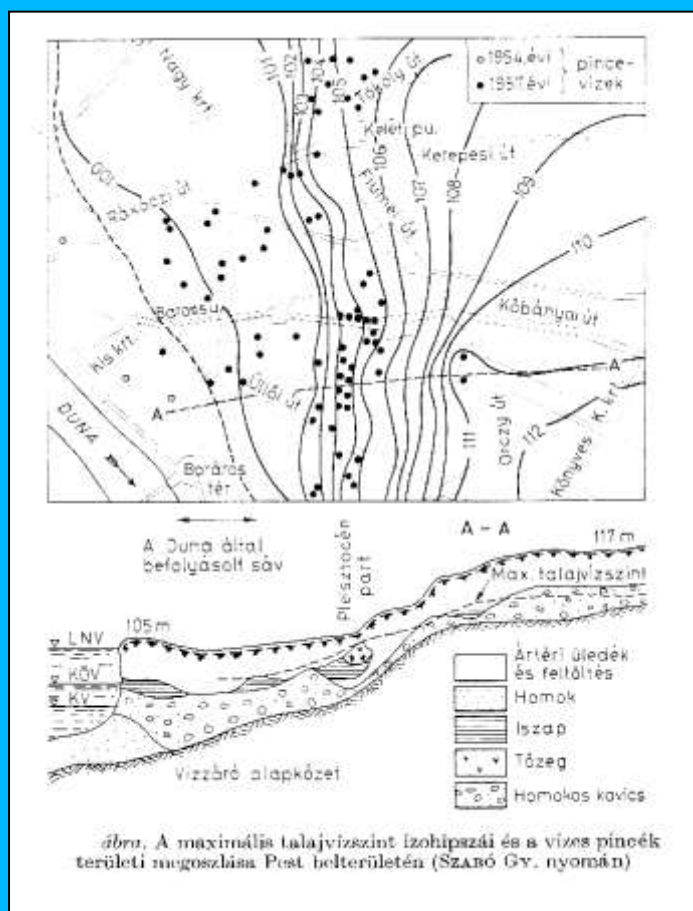 Nagy krt.
101
102
103
104
105
106
107
108
109
110
111
112
100
Thököly út
Keleti pu.
Kerepesi út
Fiumei út
Rákóczi út
Baross u.
Kőbányai út
Kis krt.
Üllői út
A
A
DUNA
Boráros
tér
Orczy út
Könyves K. krt.
1954. évi
1957. évi
pince-
vizek
A Duna által
befolyásolt sáv
Pleisztocén
part
A – A
117 m
Max. talajvízszint
105 m
LNV
KÖV
KV
Vízzáró alapkőzet
Ártéri üledék
és feltöltés
Homok
Iszap
Tőzeg
Homokos kavics
ábra. A maximális talajvízszint izohipszái és a vizes pincék
területi megoszlása Pest belterületén (SZABÓ GY. nyomán)